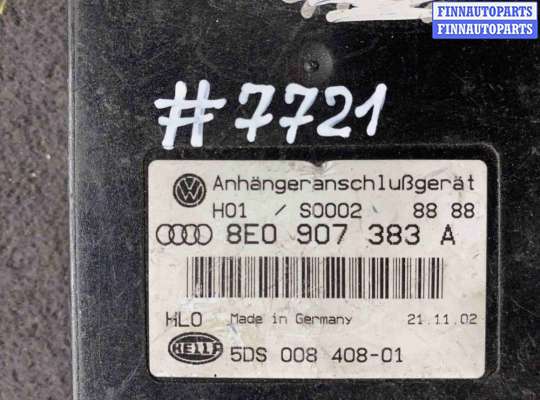 FINNAUTOPARTS
FINNAUTOPARTS
#7721
Anhängeranschlußgerät
H01 / S0002 88 88
8E0 907 383 A
HLO Made in Germany 21.11.02
HELLA
5DS 008 408-01